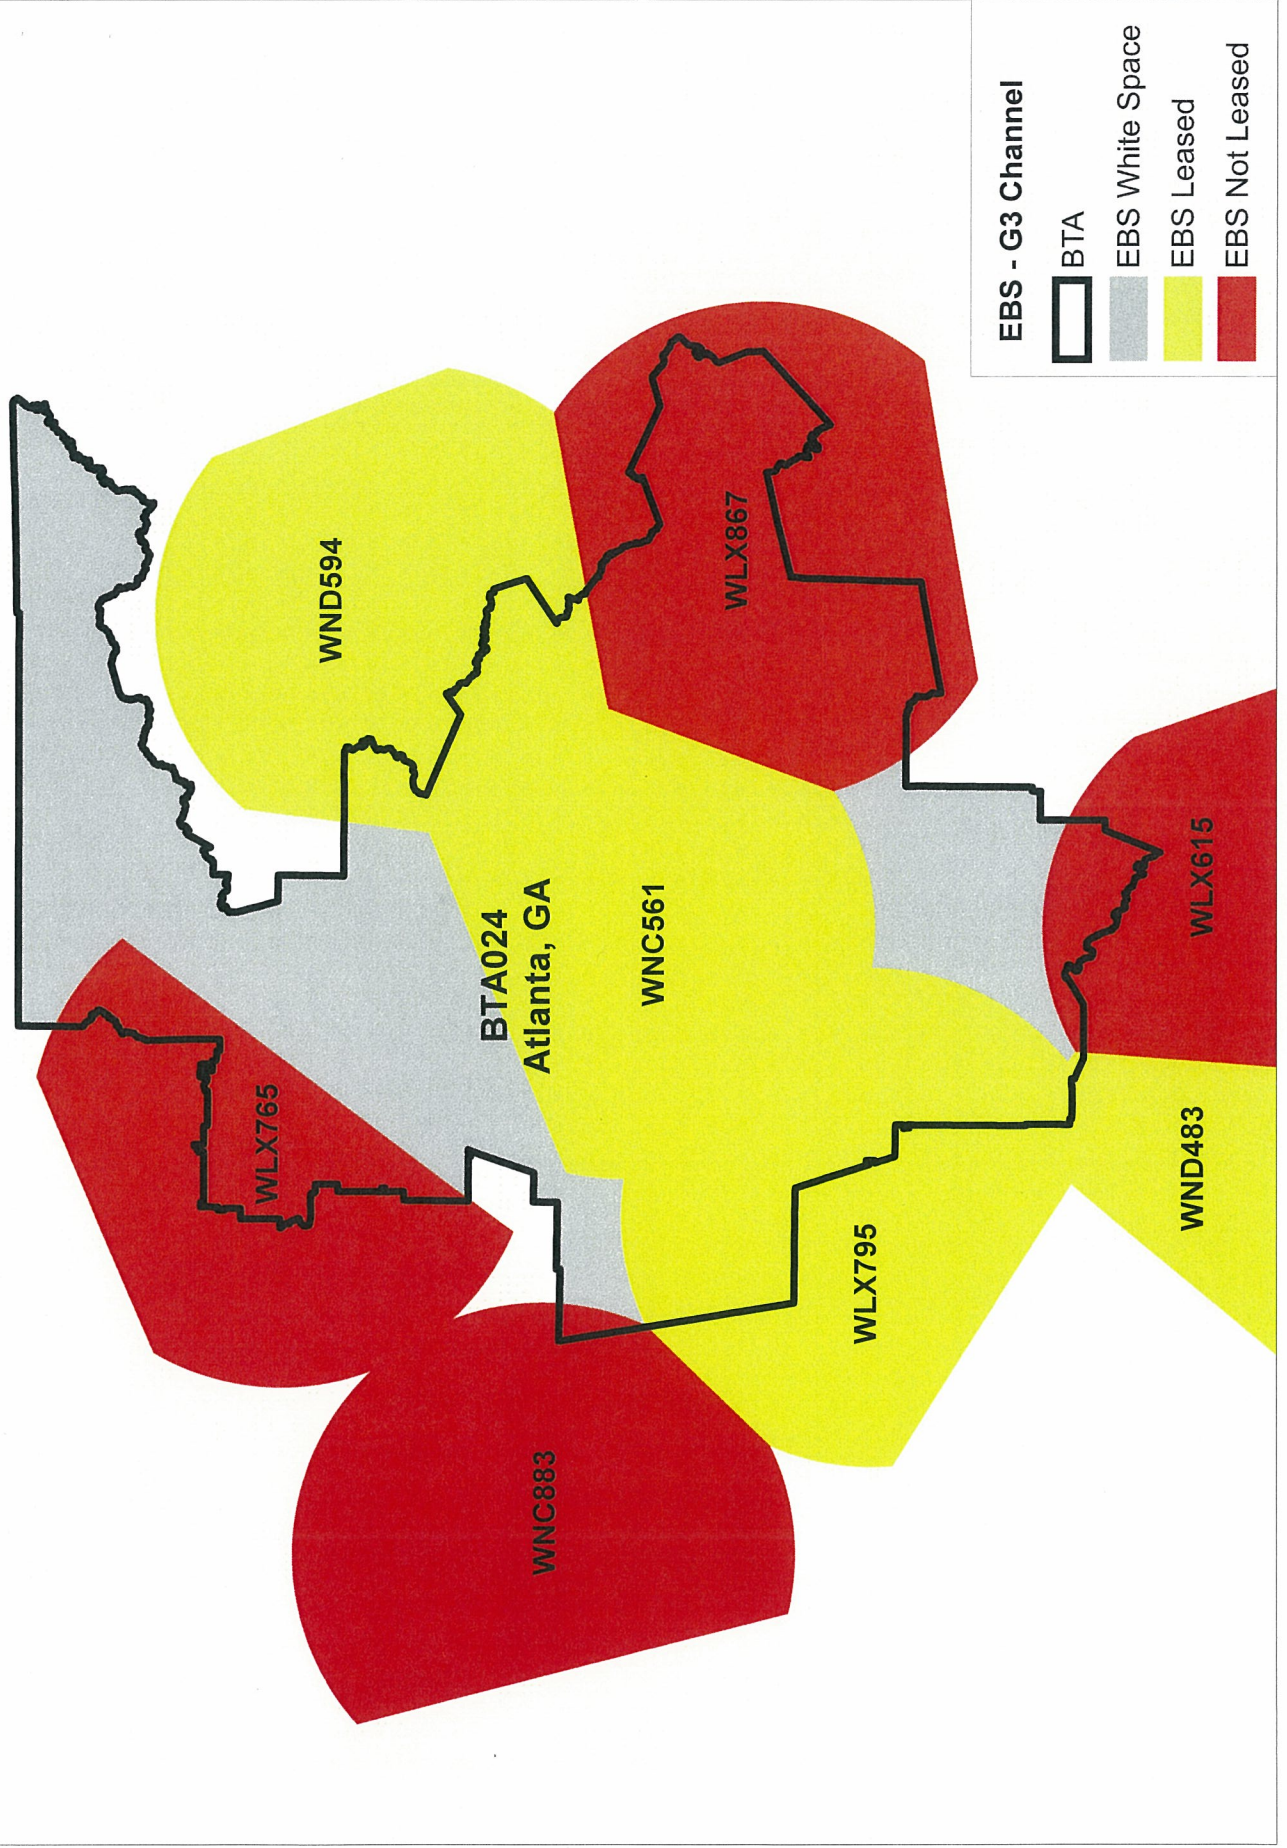 WLX765
WND594
WNC883
BTA024
Atlanta, GA
WNC561
WLX867
WLX795
WND483
WLX615
EBS - G3 Channel
BTA
EBS White Space
EBS Leased
EBS Not Leased